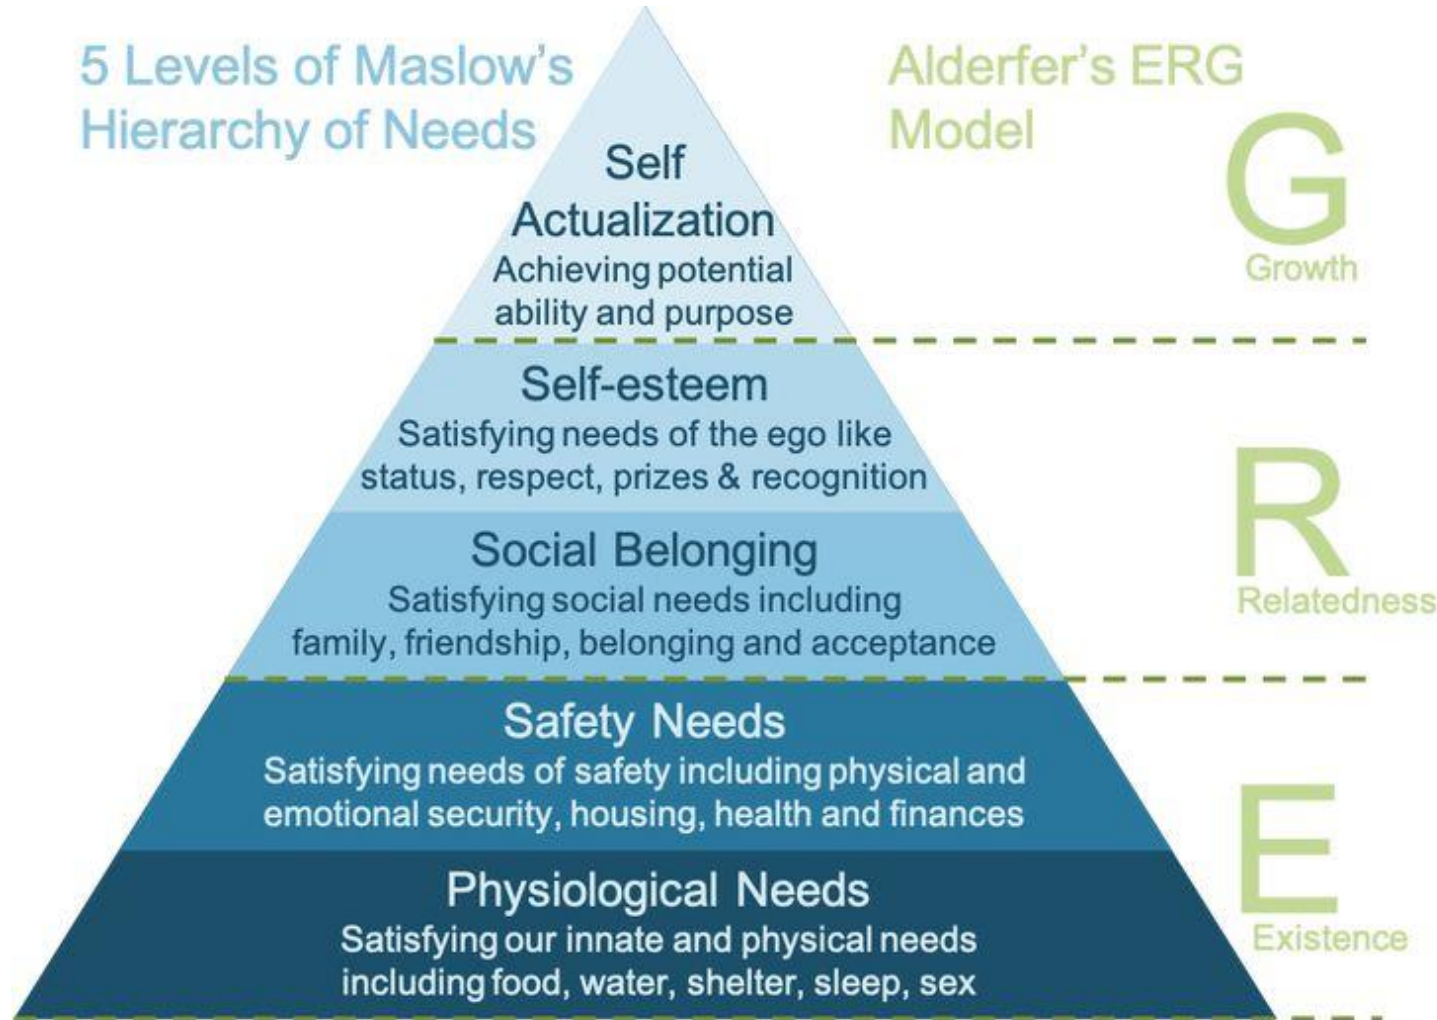 5 Levels of Maslow's
Hierarchy of Needs
Alderfer's ERG
Model
Self
Actualization
Achieving potential
ability and purpose
G
Growth
Self-esteem
Satisfying needs of the ego like
status, respect, prizes & recognition
Social Belonging
Satisfying social needs including
family, friendship, belonging and acceptance
R
Relatedness
Safety Needs
Satisfying needs of safety including physical and
emotional security, housing, health and finances
Physiological Needs
Satisfying our innate and physical needs
including food, water, shelter, sleep, sex
E
Existence